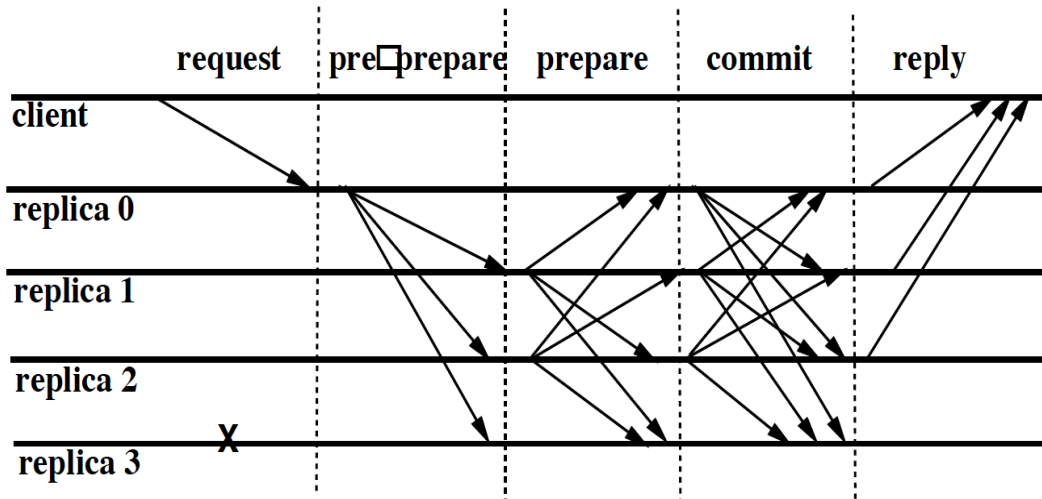 request pre□prepare prepare commit reply
client
replica 0
replica 1
replica 2
X
replica 3